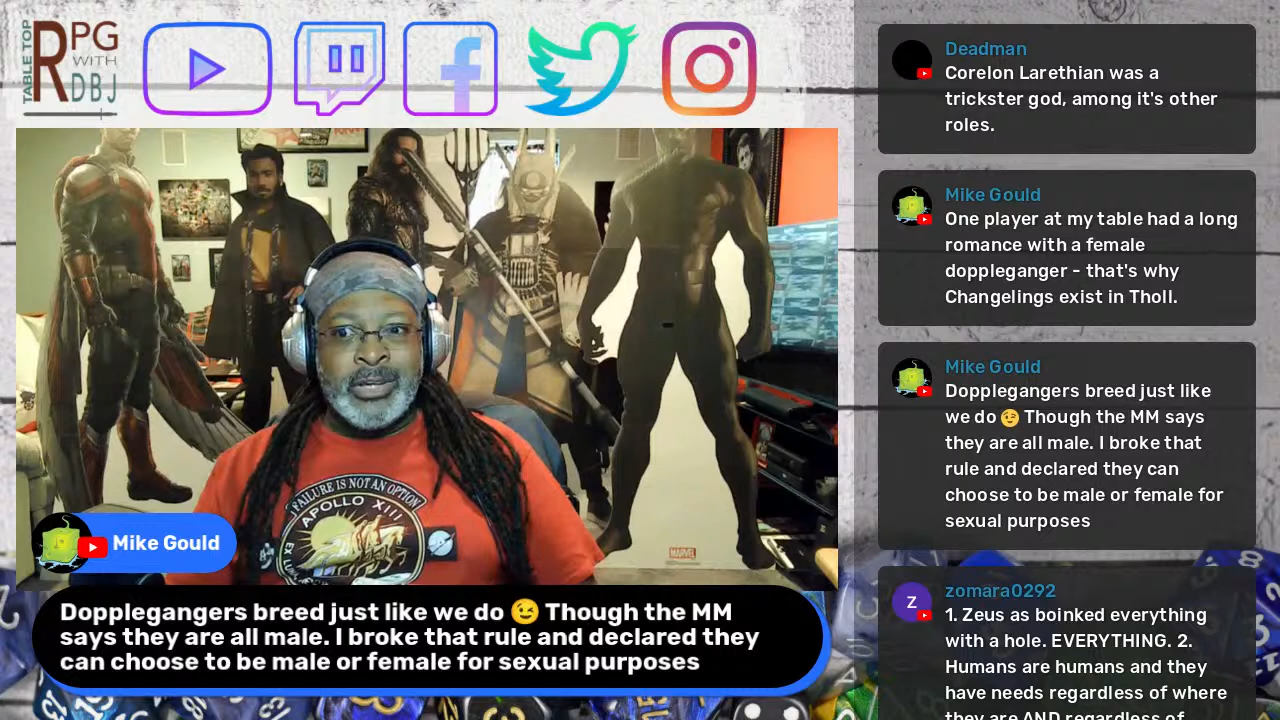 TABLE TOP
RPG
WITH
RDBJ
Deadman
Corelon Larethian was a
trickster god, among it's other
roles.
Mike Gould
One player at my table had a long
romance with a female
doppleganger - that's why
Changelings exist in Tholl.
Mike Gould
Dopplegangers breed just like
we do 😉 Though the MM says
they are all male. I broke that
rule and declared they can
choose to be male or female for
sexual purposes
Z
zomara0292
1. Zeus as boinked everything
with a hole. EVERYTHING. 2.
Humans are humans and they
have needs regardless of where
they are AND regardless of
FAILURE IS NOT AN OPTION
APOLLO XIII
MARVEL
Mike Gould
Dopplegangers breed just like we do 😉 Though the MM
says they are all male. I broke that rule and declared they
can choose to be male or female for sexual purposes